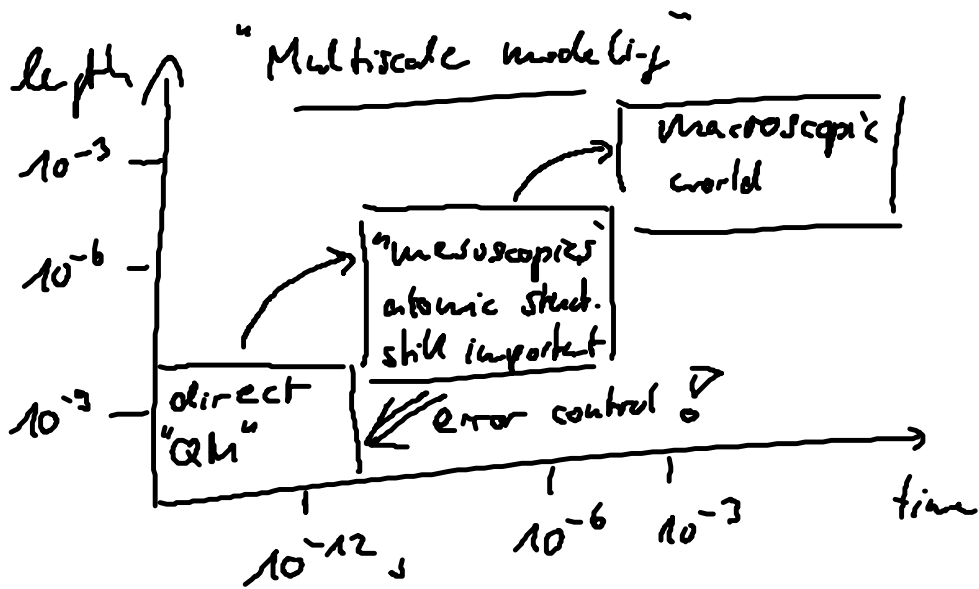 "Multiscale modeling"
length
10⁻³
macroscopic
world
10⁻⁶
"mesoscopics"
atomic struct.
still important
10⁻⁹
direct
"QM"
error control !
time
10⁻¹² s
10⁻⁶
10⁻³